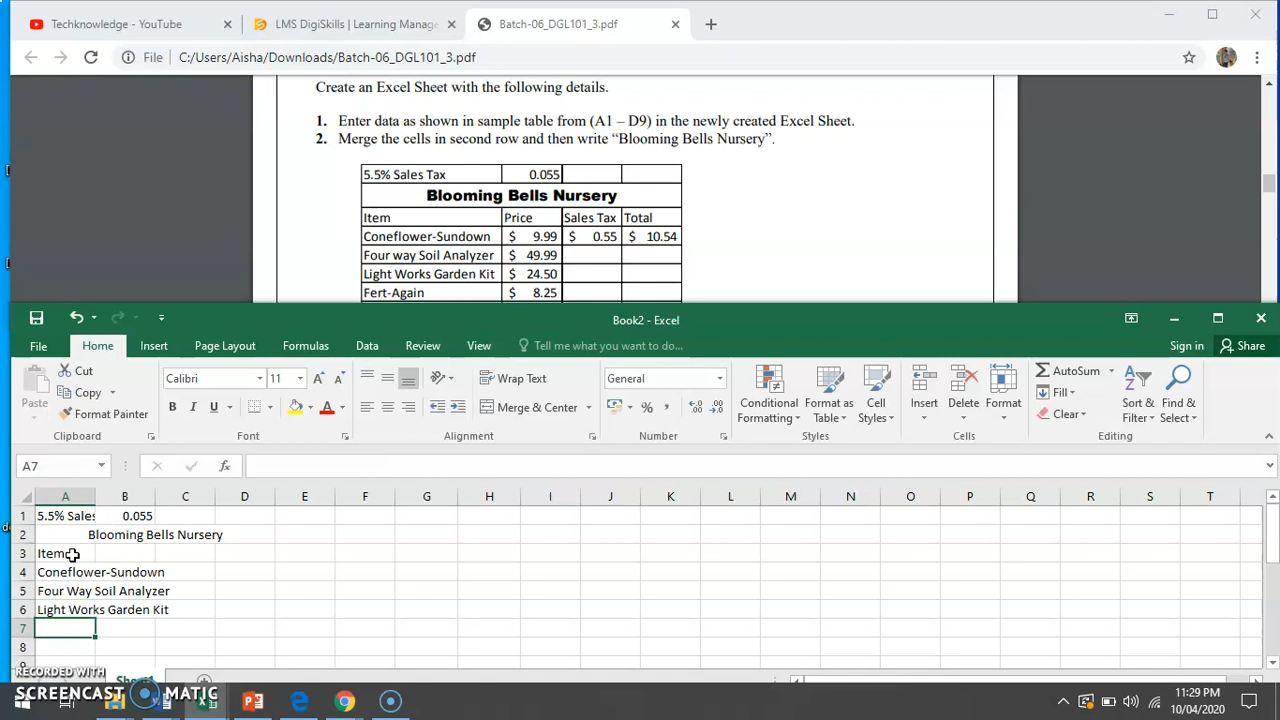 Techknowledge - YouTube
LMS DigiSkills | Learning Manage
Batch-06_DGL101_3.pdf
File
C:/Users/Aisha/Downloads/Batch-06_DGL101_3.pdf
Create an Excel Sheet with the following details.
1. Enter data as shown in sample table from (A1 – D9) in the newly created Excel Sheet.
2. Merge the cells in second row and then write “Blooming Bells Nursery”.
5.5% Sales Tax 0.055
Blooming Bells Nursery
Item Price Sales Tax Total
Coneflower-Sundown $ 9.99 $ 0.55 $ 10.54
Four way Soil Analyzer $ 49.99
Light Works Garden Kit $ 24.50
Fert-Again $ 8.25
Book2 - Excel
File Home Insert Page Layout Formulas Data Review View Tell me what you want to do... Sign in Share
Paste
Cut
Copy
Format Painter
Clipboard
Calibri 11
B I U
Font
Wrap Text
Merge & Center
Alignment
General
% ,
Number
Conditional Formatting
Format as Table
Cell Styles
Styles
Insert Delete Format
Cells
AutoSum
Fill
Clear
Sort & Filter
Find & Select
Editing
A7 fx
A B C D E F G H I J K L M N O P Q R S T
1 5.5% Sales 0.055
2 Blooming Bells Nursery
3 Item
4 Coneflower-Sundown
5 Four Way Soil Analyzer
6 Light Works Garden Kit
7
8
RECORDED WITH
SCREENCAST MATIC
11:29 PM
10/04/2020